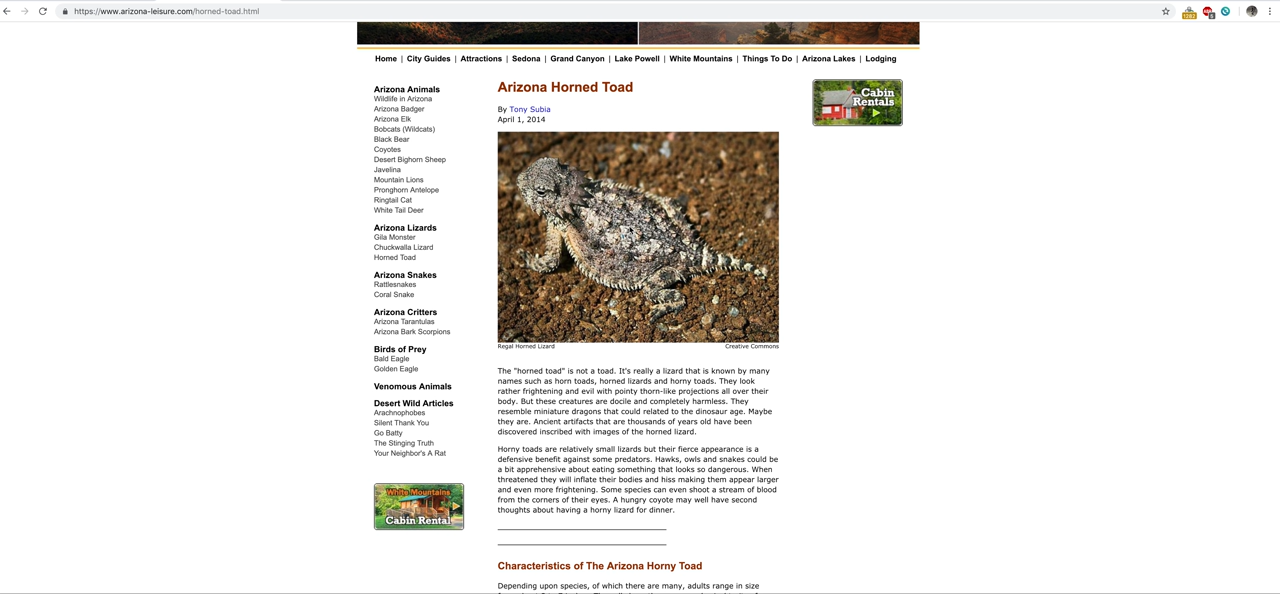 https://www.arizona-leisure.com/horned-toad.html
Home | City Guides | Attractions | Sedona | Grand Canyon | Lake Powell | White Mountains | Things To Do | Arizona Lakes | Lodging
Arizona Animals
Wildlife in Arizona
Arizona Badger
Arizona Elk
Bobcats (Wildcats)
Black Bear
Coyotes
Desert Bighorn Sheep
Javelina
Mountain Lions
Pronghorn Antelope
Ringtail Cat
White Tail Deer
Arizona Lizards
Gila Monster
Chuckwalla Lizard
Horned Toad
Arizona Snakes
Rattlesnakes
Coral Snake
Arizona Critters
Arizona Tarantulas
Arizona Bark Scorpions
Birds of Prey
Bald Eagle
Golden Eagle
Venomous Animals
Desert Wild Articles
Arachnophobes
Silent Thank You
Go Batty
The Stinging Truth
Your Neighbor's A Rat
White Mountains
Cabin Rental
Arizona Horned Toad
By Tony Subia
April 1, 2014
Regal Horned Lizard
Creative Commons
The "horned toad" is not a toad. It's really a lizard that is known by many
names such as horn toads, horned lizards and horny toads. They look
rather frightening and evil with pointy thorn-like projections all over their
body. But these creatures are docile and completely harmless. They
resemble miniature dragons that could related to the dinosaur age. Maybe
they are. Ancient artifacts that are thousands of years old have been
discovered inscribed with images of the horned lizard.
Horny toads are relatively small lizards but their fierce appearance is a
defensive benefit against some predators. Hawks, owls and snakes could be
a bit apprehensive about eating something that looks so dangerous. When
threatened they will inflate their bodies and hiss making them appear larger
and even more frightening. Some species can even shoot a stream of blood
from the corners of their eyes. A hungry coyote may well have second
thoughts about having a horny lizard for dinner.
Characteristics of The Arizona Horny Toad
Depending upon species, of which there are many, adults range in size
Cabin
Rentals